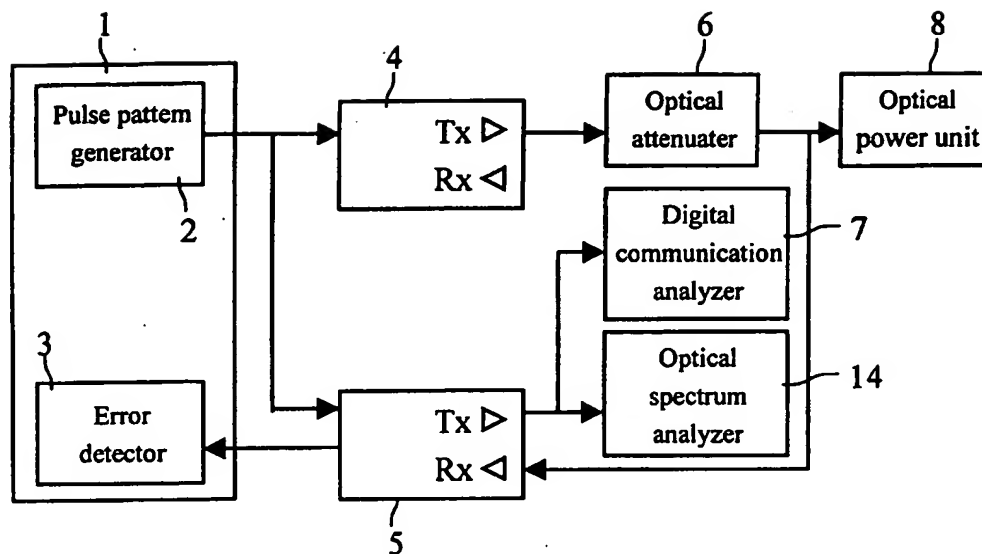 1
Pulse pattem
generator
2
3
Error
detector
4
Tx
Rx
Tx
Rx
5
6
Optical
attenuater
8
Optical
power unit
Digital
communication
analyzer
7
Optical
spectrum
analyzer
14